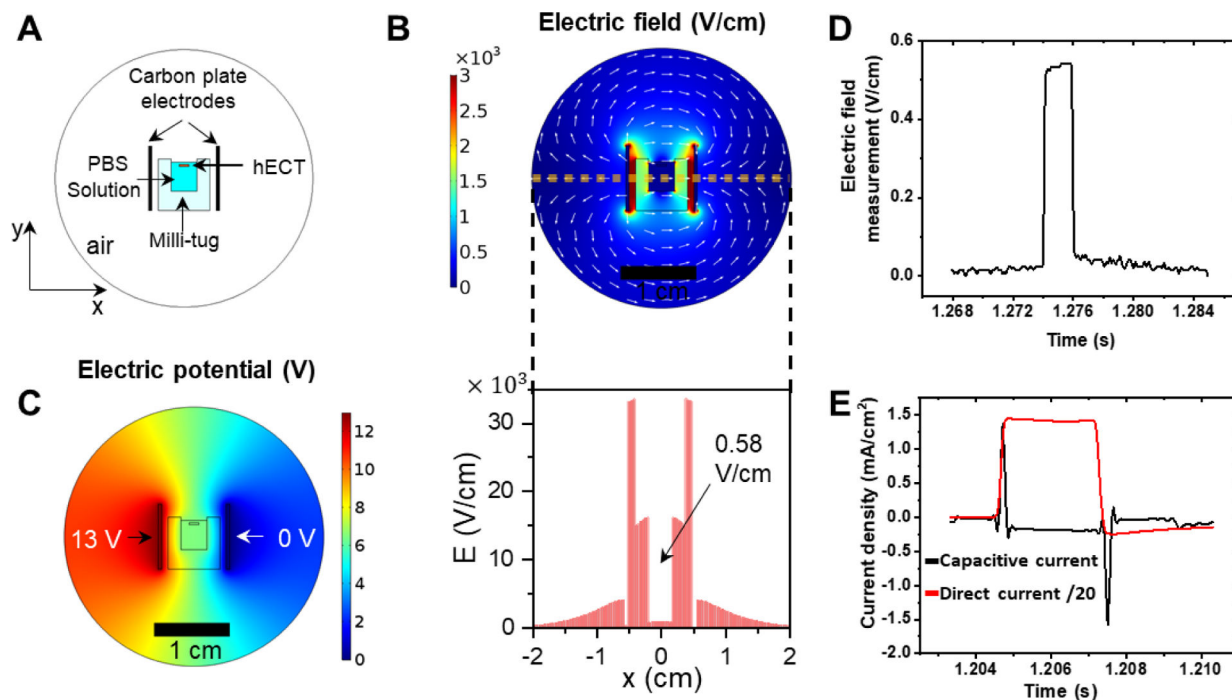 A
Carbon plate
electrodes
PBS
Solution
hECT
Milli-tug
air
y
x
B
Electric field (V/cm)
×10³
3
2.5
2
1.5
1
0.5
0
1 cm
× 10³
30
20
10
0
E (V/cm)
0.58
V/cm
-2
-1
0
1
2
x (cm)
C
Electric potential (V)
13 V
0 V
1 cm
12
10
8
6
4
2
0
D
Electric field
measurement (V/cm)
0.6
0.4
0.2
0.0
1.268
1.272
1.276
1.280
1.284
Time (s)
E
Current density (mA/cm²)
1.5
1.0
0.5
0.0
-0.5
-1.0
-1.5
-2.0
Capacitive current
Direct current /20
1.204
1.206
1.208
1.210
Time (s)